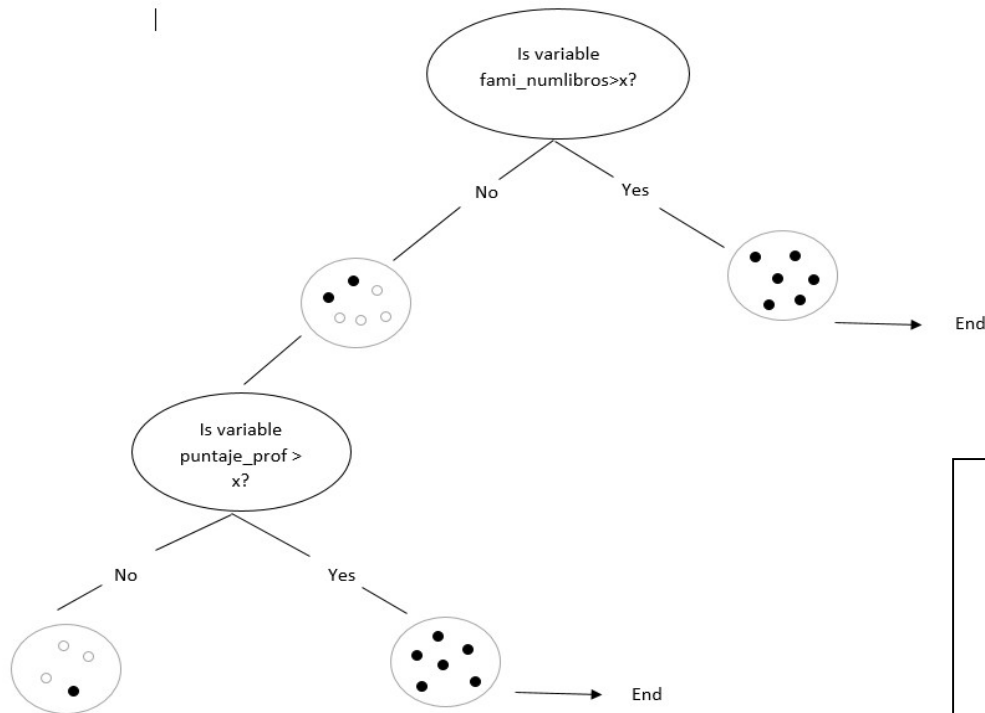 Is variable
fami_numlibros>x?
No
Yes
End
Is variable
puntaje_prof >
x?
No
Yes
End